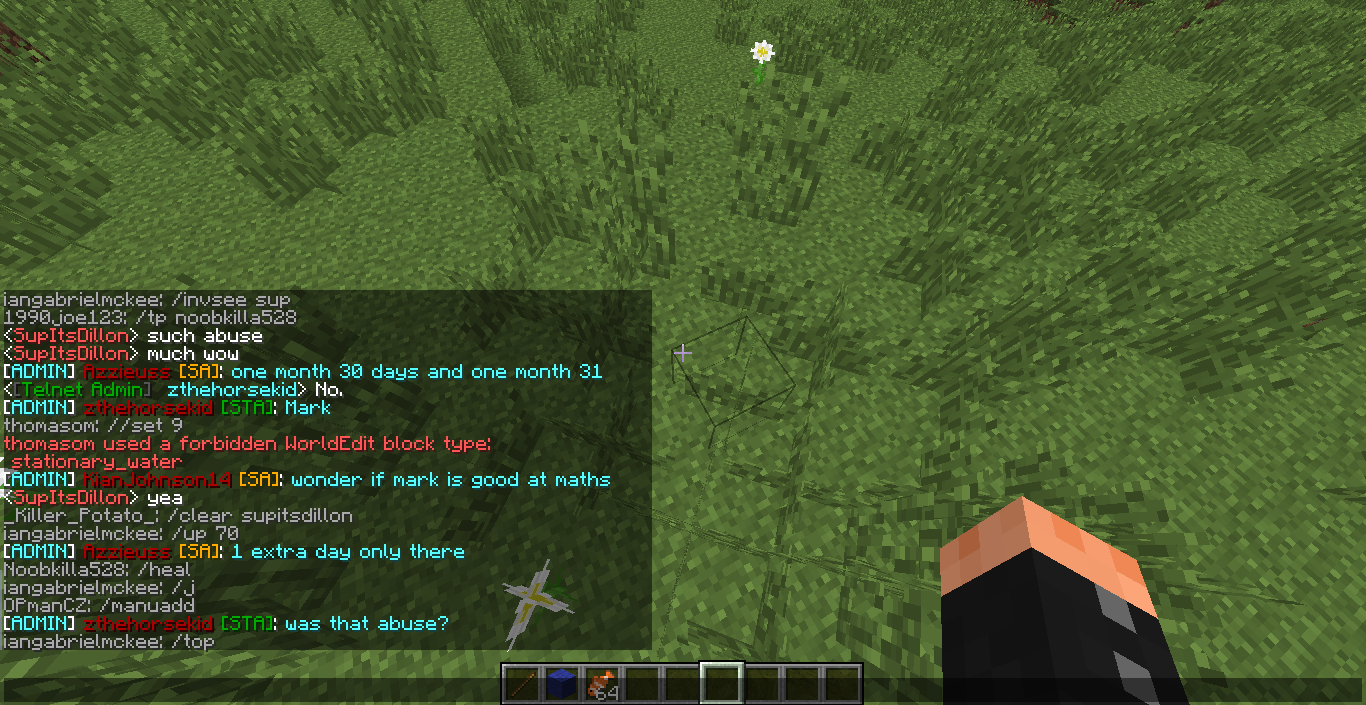 iangabrielmckee: /invsee sup
1990.joe123: /tp noobkilla528
<SupItsDillon> such abuse
<SupItsDillon> much wow
[ADMIN] Azzieuss [SA]: one month 30 days and one month 31
<[Telnet Admin] zthehorsekid> No.
[ADMIN] zthehorsekid [STA]: Mark
thomasom: //set 9
thomasom used a forbidden WorldEdit block type:
stationary_water
[ADMIN] KianJohnson14 [SA]: wonder if mark is good at maths
<SupItsDillon> yea
_Killer_Potato_: /clear supitsdillon
iangabrielmckee: /up 70
[ADMIN] Azzieuss [SA]: 1 extra day only there
Noobkilla528: /heal
iangabrielmckee: /.j
OPmanCZ: /manuadd
[ADMIN] zthehorsekid [STA]: was that abuse?
iangabrielmckee: /top
64